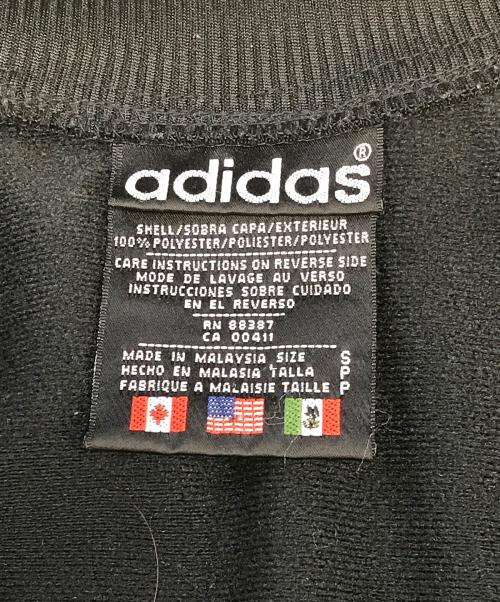 adidas®
SHELL/SOBRA CAPA/EXTERIEUR
100% POLYESTER/POLIESTER/POLYESTER
CARE INSTRUCTIONS ON REVERSE SIDE
MODE DE LAVAGE AU VERSO
INSTRUCCIONES SOBRE CUIDADO
EN EL REVERSO
RN 88387
CA 00411
MADE IN MALAYSIA SIZE S
HECHO EN MALASIA TALLA P
FABRIQUE A MALAISIE TAILLE P